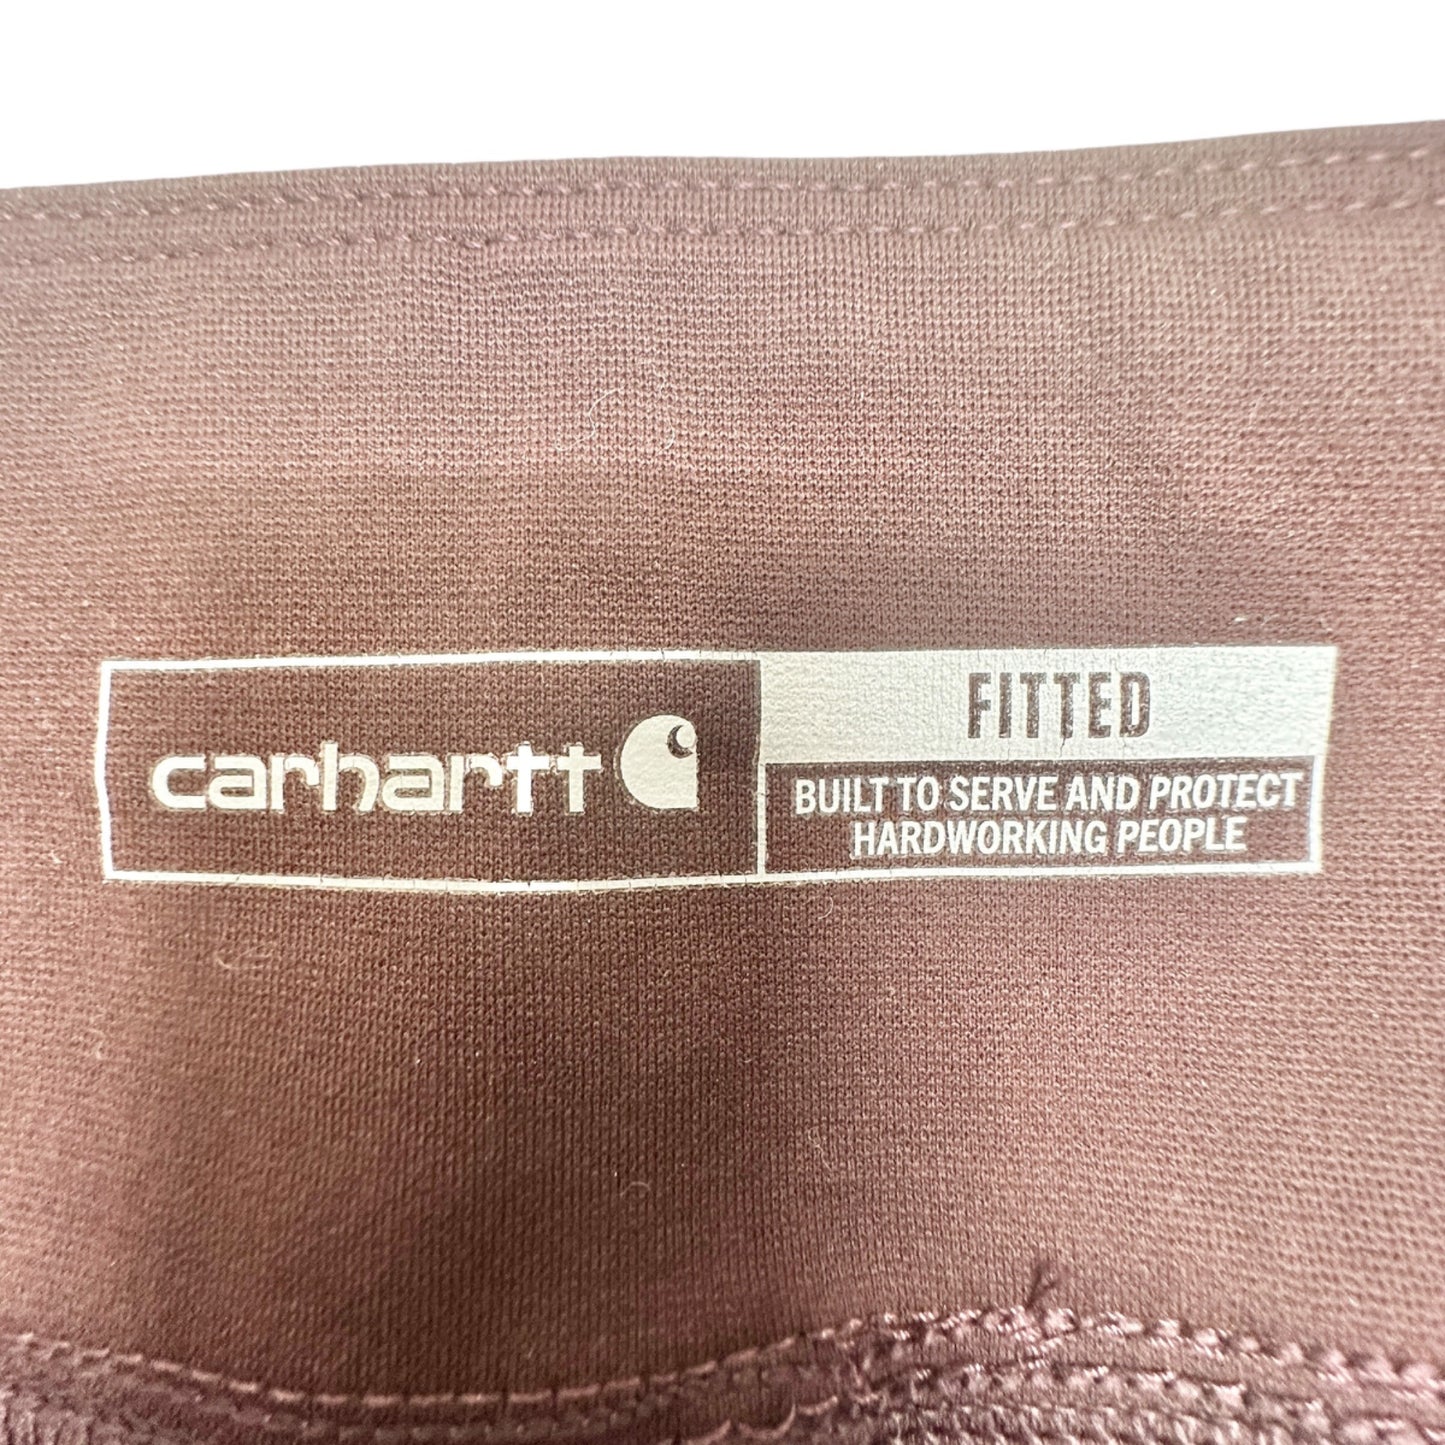 carhartt
FITTED
BUILT TO SERVE AND PROTECT
HARDWORKING PEOPLE